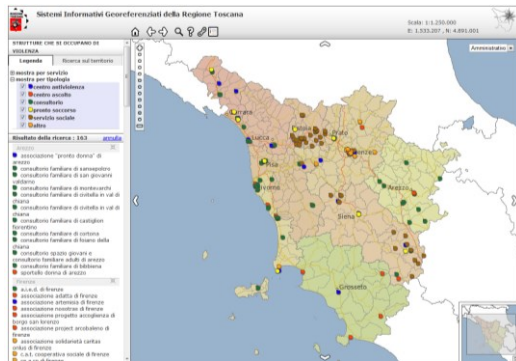 Sistemi Informativi Georeferenziati della Regione Toscana
Scala: 1:1.250.000
E: 1.533.207 , N: 4.891.001
STRUTTURE CHE SI OCCUPANO DI
VIOLENZA
Legenda
Ricerca sul territorio
mostra per servizio
mostra per tipologia
centro antiviolenza
centro ascolto
consultorio
pronto soccorso
servizio sociale
altro
Risultato della ricerca : 163
annulla
Arezzo
associazione "pronto donna" di
arezzo
consultorio familiare di sansepolcro
consultorio familiare di san giovanni
valdarno
consultorio familiare di montevarchi
consultorio familiare di civitella in val di
chiana
consultorio familiare di civitella in val di
chiana
consultorio familiare di castiglion
fiorentino
consultorio familiare di cortona
consultorio familiare di foiano della
chiana
consultorio spazio giovani e
consultorio familiare adulti di arezzo
consultorio familiare di bibbiena
sportello donna di arezzo
Firenze
a.i.e.d. di firenze
associazione adatta di firenze
associazione artemisia di firenze
associazione nosotras di firenze
associazione progetto accoglienza di
borgo san lorenzo
associazione project arcobaleno di
firenze
associazione solidarietà caritas
onlus di firenze
c.a.t. cooperativa sociale di firenze
Amministrativo
Lucca
Prato
Arezzo
Siena
Grosseto